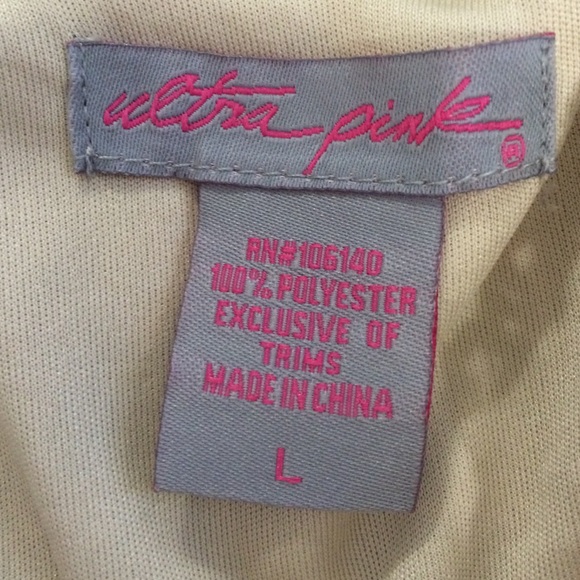 ultra pink®
RN#106140
100% POLYESTER
EXCLUSIVE OF
TRIMS
MADE IN CHINA
L